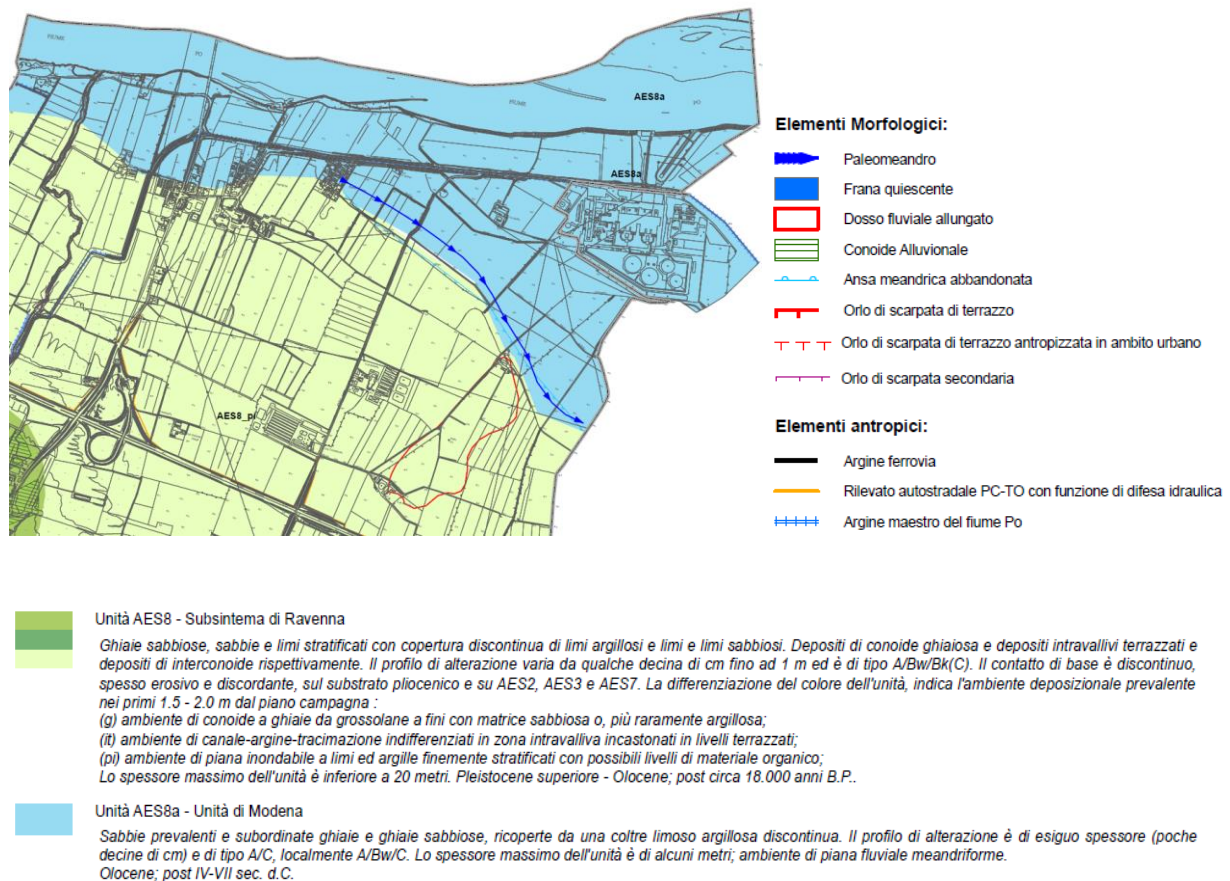 FIUME
PO
AES8a
FIUME
PO
AES8a
AES8_pi
Elementi Morfologici:
Paleomeandro
Frana quiescente
Dosso fluviale allungato
Conoide Alluvionale
Ansa meandrica abbandonata
Orlo di scarpata di terrazzo
Orlo di scarpata di terrazzo antropizzata in ambito urbano
Orlo di scarpata secondaria
Elementi antropici:
Argine ferrovia
Rilevato autostradale PC-TO con funzione di difesa idraulica
Argine maestro del fiume Po
Unità AES8 - Subsintema di Ravenna
Ghiaie sabbiose, sabbie e limi stratificati con copertura discontinua di limi argillosi e limi e limi sabbiosi. Depositi di conoide ghiaiosa e depositi intravallivi terrazzati e
depositi di interconoide rispettivamente. Il profilo di alterazione varia da qualche decina di cm fino ad 1 m ed è di tipo A/Bw/Bk(C). Il contatto di base è discontinuo,
spesso erosivo e discordante, sul substrato pliocenico e su AES2, AES3 e AES7. La differenziazione del colore dell'unità, indica l'ambiente deposizionale prevalente
nei primi 1.5 - 2.0 m dal piano campagna :
(g) ambiente di conoide a ghiaie da grossolane a fini con matrice sabbiosa o, più raramente argillosa;
(it) ambiente di canale-argine-tracimazione indifferenziati in zona intravalliva incastonati in livelli terrazzati;
(pi) ambiente di piana inondabile a limi ed argille finemente stratificati con possibili livelli di materiale organico;
Lo spessore massimo dell'unità è inferiore a 20 metri. Pleistocene superiore - Olocene; post circa 18.000 anni B.P..
Unità AES8a - Unità di Modena
Sabbie prevalenti e subordinate ghiaie e ghiaie sabbiose, ricoperte da una coltre limoso argillosa discontinua. Il profilo di alterazione è di esiguo spessore (poche
decine di cm) e di tipo A/C, localmente A/Bw/C. Lo spessore massimo dell'unità è di alcuni metri; ambiente di piana fluviale meandriforme.
Olocene; post IV-VII sec. d.C.